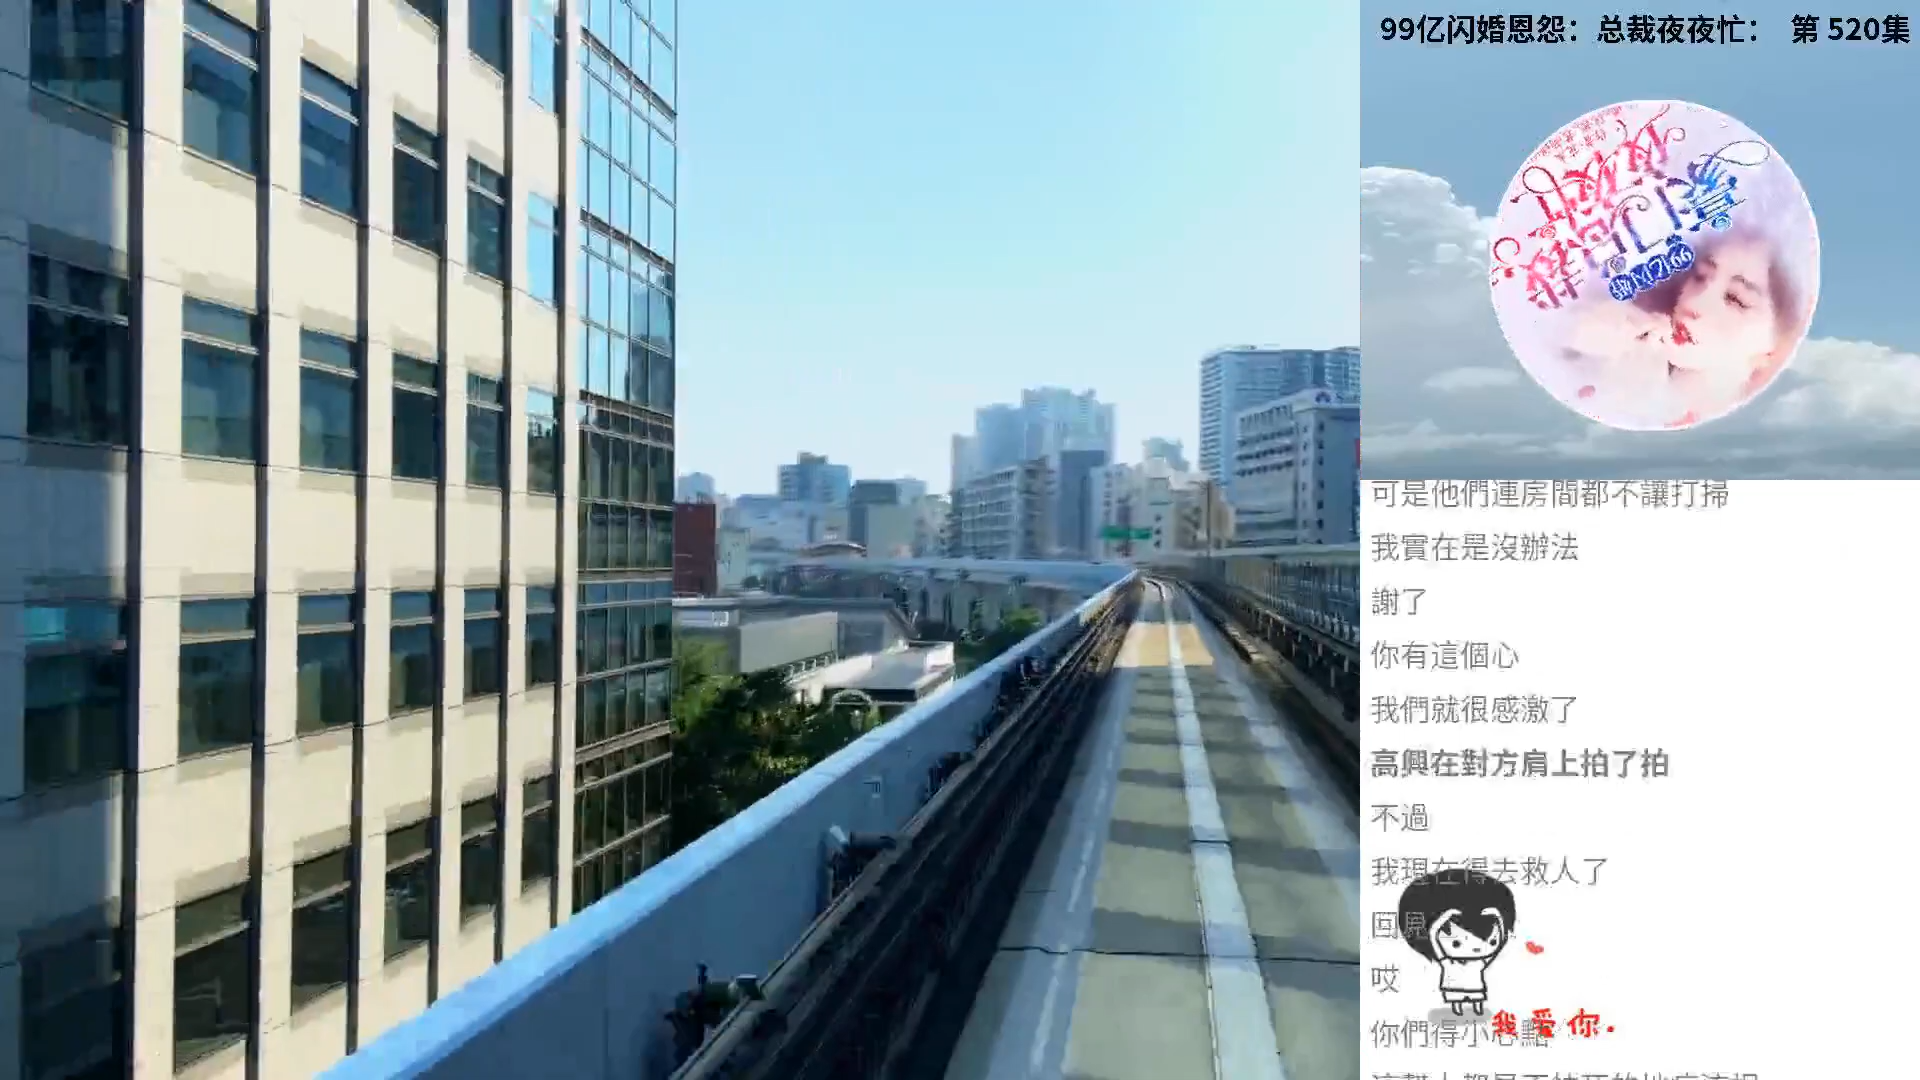 99亿闪婚恩怨：总裁夜夜忙： 第 520集
可是他們連房間都不讓打掃
我實在是沒辦法
謝了
你有這個心
我們就很感激了
高興在對方肩上拍了拍
不過
我現在得去救人了
回見
哎
你們得小心點
我爱你.